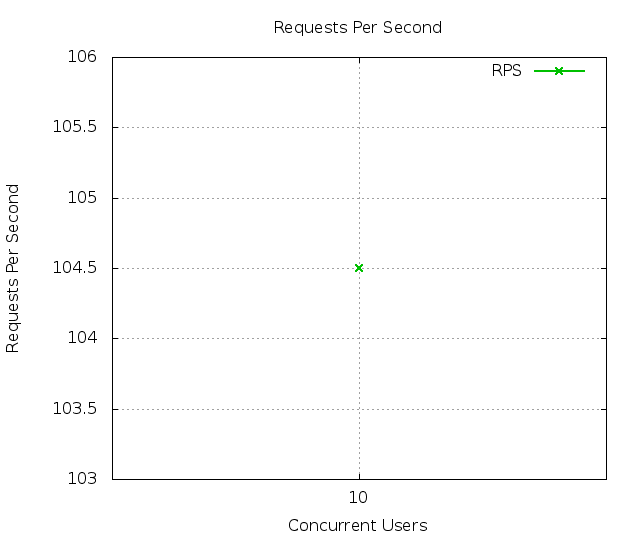 Requests Per Second
106
RPS
105.5
105
104.5
104
103.5
103
Requests Per Second
10
Concurrent Users